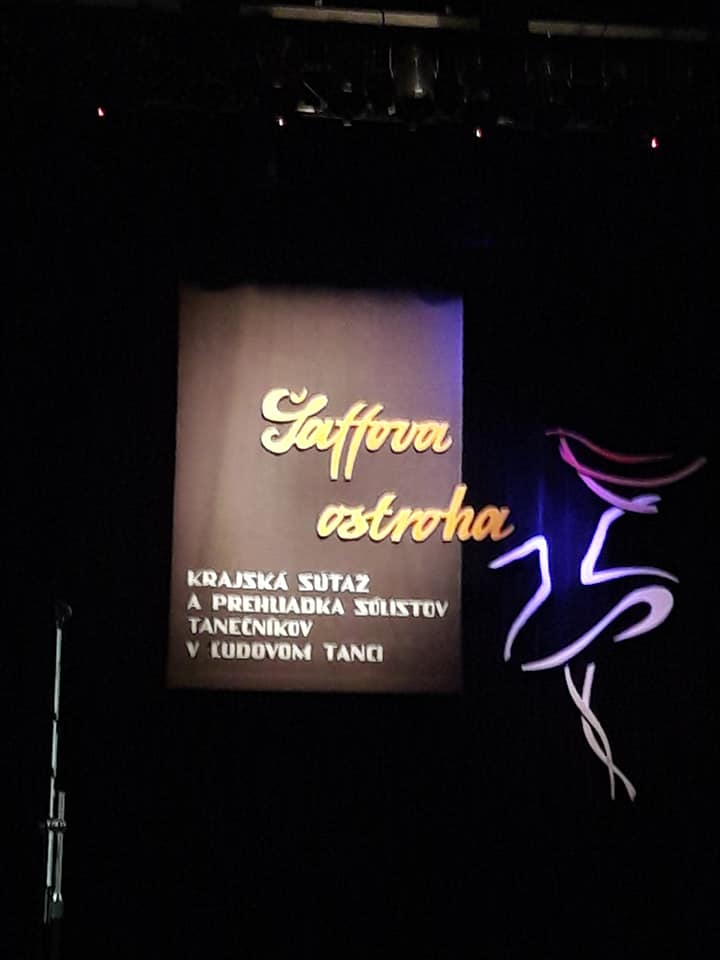 Šaffova
ostroha
KRAJSKÁ SÚŤAŽ
A PREHLIADKA SÓLISTOV
TANEČNÍKOV
V ĽUDOVOM TANCI